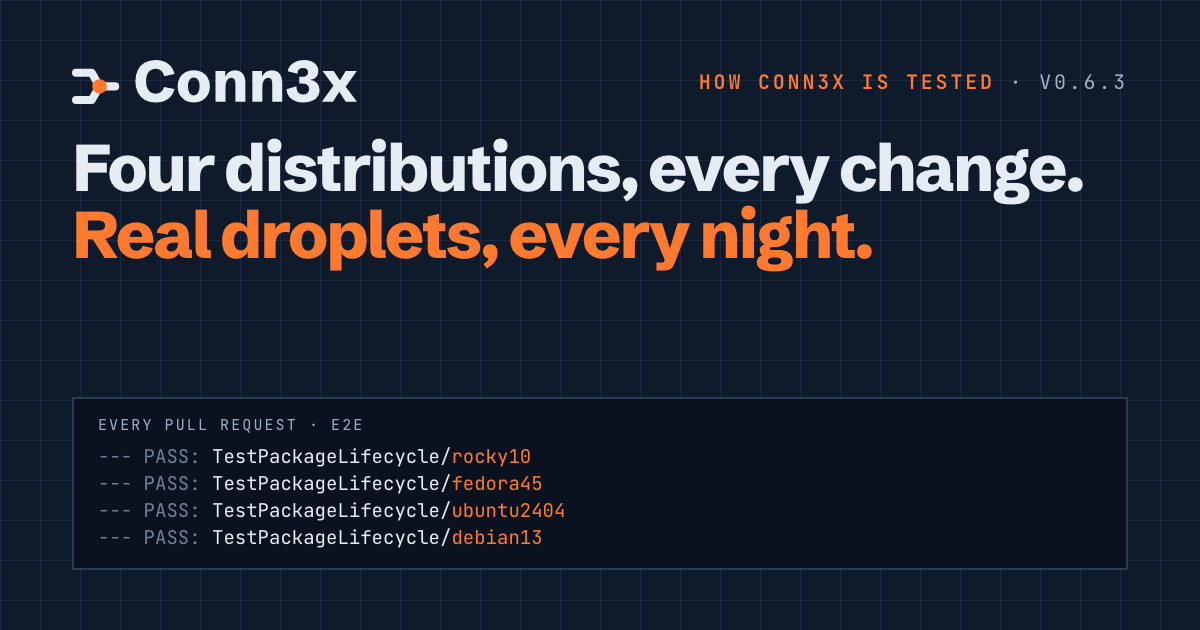 Conn3x
HOW CONN3X IS TESTED · V0.6.3
Four distributions, every change.
Real droplets, every night.
EVERY PULL REQUEST · E2E
--- PASS: TestPackageLifecycle/rocky10
--- PASS: TestPackageLifecycle/fedora45
--- PASS: TestPackageLifecycle/ubuntu2404
--- PASS: TestPackageLifecycle/debian13